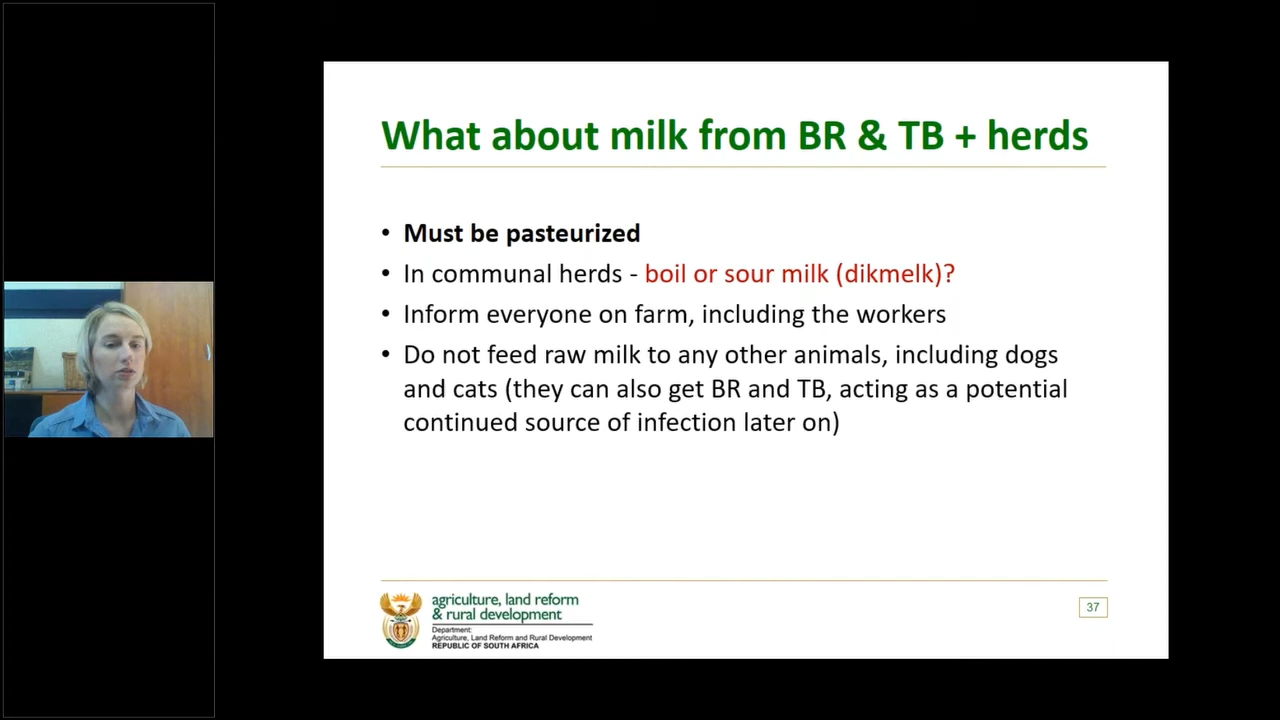 What about milk from BR & TB + herds
• Must be pasteurized
• In communal herds - boil or sour milk (dikmelk)?
• Inform everyone on farm, including the workers
• Do not feed raw milk to any other animals, including dogs
and cats (they can also get BR and TB, acting as a potential
continued source of infection later on)
agriculture, land reform
& rural development
Department:
Agriculture, Land Reform and Rural Development
REPUBLIC OF SOUTH AFRICA
37